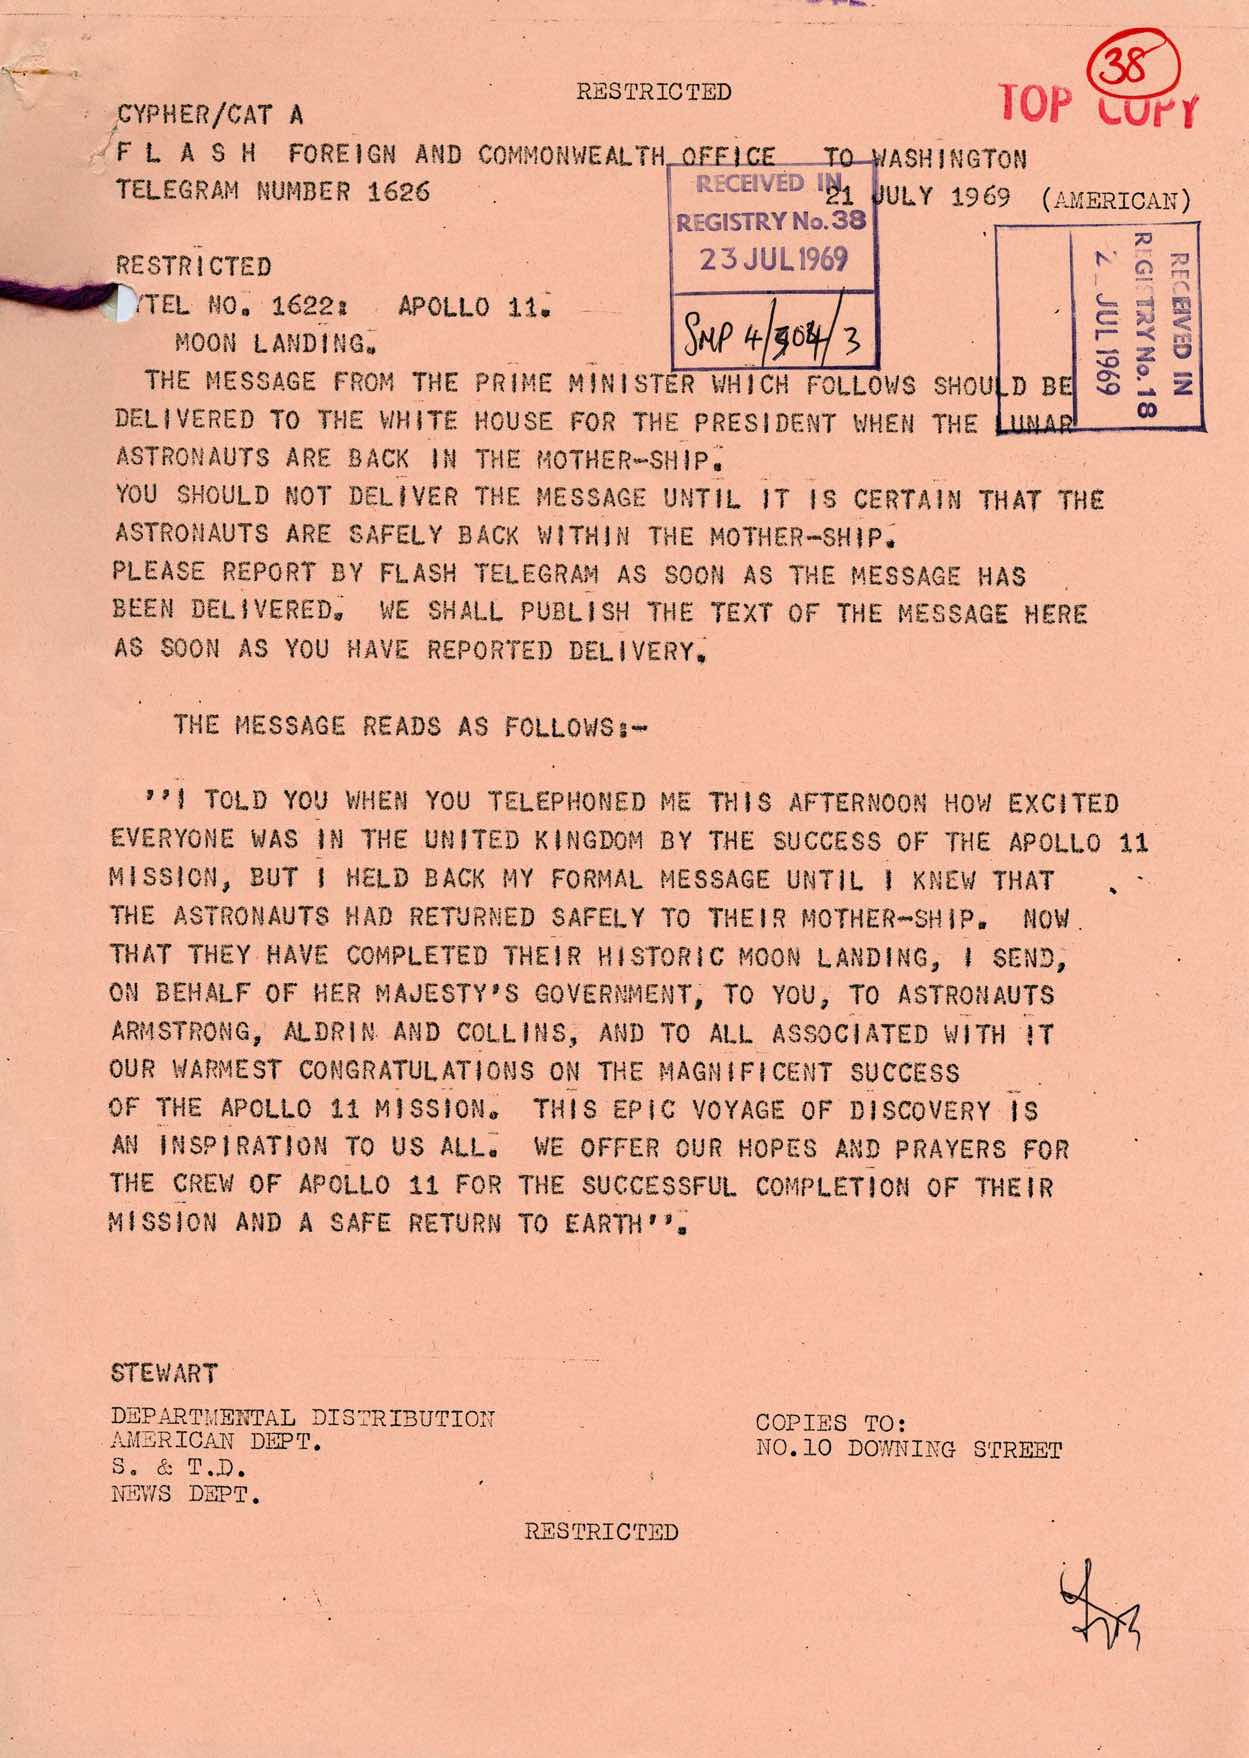 38
RESTRICTED
TOP COPY
CYPHER/CAT A
F L A S H FOREIGN AND COMMONWEALTH OFFICE TO WASHINGTON
TELEGRAM NUMBER 1626 21 JULY 1969 (AMERICAN)
RECEIVED IN
REGISTRY No. 38
23 JUL 1969
SMP 4/304/3
RECEIVED IN
REGISTRY No. 18
2 JUL 1969
RESTRICTED
/TEL NO. 1622: APOLLO 11.
MOON LANDING.
THE MESSAGE FROM THE PRIME MINISTER WHICH FOLLOWS SHOULD BE
DELIVERED TO THE WHITE HOUSE FOR THE PRESIDENT WHEN THE LUNAR
ASTRONAUTS ARE BACK IN THE MOTHER-SHIP.
YOU SHOULD NOT DELIVER THE MESSAGE UNTIL IT IS CERTAIN THAT THE
ASTRONAUTS ARE SAFELY BACK WITHIN THE MOTHER-SHIP.
PLEASE REPORT BY FLASH TELEGRAM AS SOON AS THE MESSAGE HAS
BEEN DELIVERED. WE SHALL PUBLISH THE TEXT OF THE MESSAGE HERE
AS SOON AS YOU HAVE REPORTED DELIVERY.
THE MESSAGE READS AS FOLLOWS:-
''I TOLD YOU WHEN YOU TELEPHONED ME THIS AFTERNOON HOW EXCITED
EVERYONE WAS IN THE UNITED KINGDOM BY THE SUCCESS OF THE APOLLO 11
MISSION, BUT I HELD BACK MY FORMAL MESSAGE UNTIL I KNEW THAT
THE ASTRONAUTS HAD RETURNED SAFELY TO THEIR MOTHER-SHIP. NOW
THAT THEY HAVE COMPLETED THEIR HISTORIC MOON LANDING, I SEND,
ON BEHALF OF HER MAJESTY'S GOVERNMENT, TO YOU, TO ASTRONAUTS
ARMSTRONG, ALDRIN AND COLLINS, AND TO ALL ASSOCIATED WITH IT
OUR WARMEST CONGRATULATIONS ON THE MAGNIFICENT SUCCESS
OF THE APOLLO 11 MISSION. THIS EPIC VOYAGE OF DISCOVERY IS
AN INSPIRATION TO US ALL. WE OFFER OUR HOPES AND PRAYERS FOR
THE CREW OF APOLLO 11 FOR THE SUCCESSFUL COMPLETION OF THEIR
MISSION AND A SAFE RETURN TO EARTH''.
STEWART
DEPARTMENTAL DISTRIBUTION
AMERICAN DEPT.
S. & T.D.
NEWS DEPT.
COPIES TO:
NO.10 DOWNING STREET
RESTRICTED